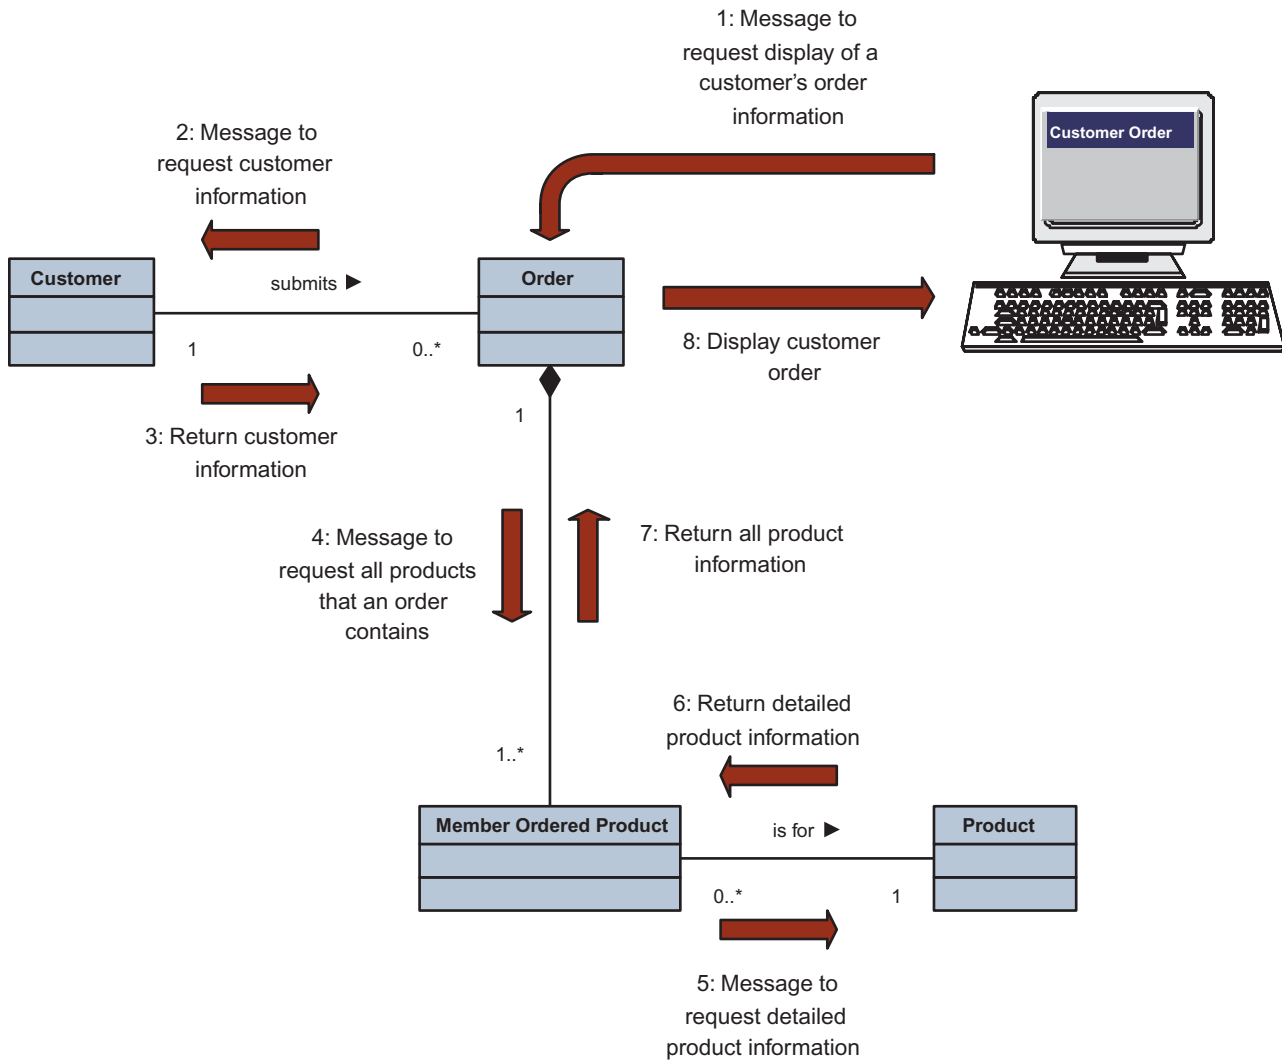 1: Message to
request display of a
customer's order
information
Customer Order
2: Message to
request customer
information
Customer
submits ►
Order
1
0..*
8: Display customer
order
3: Return customer
information
1
4: Message to
request all products
that an order
contains
7: Return all product
information
6: Return detailed
product information
1..*
Member Ordered Product
is for ►
Product
0..*
1
5: Message to
request detailed
product information